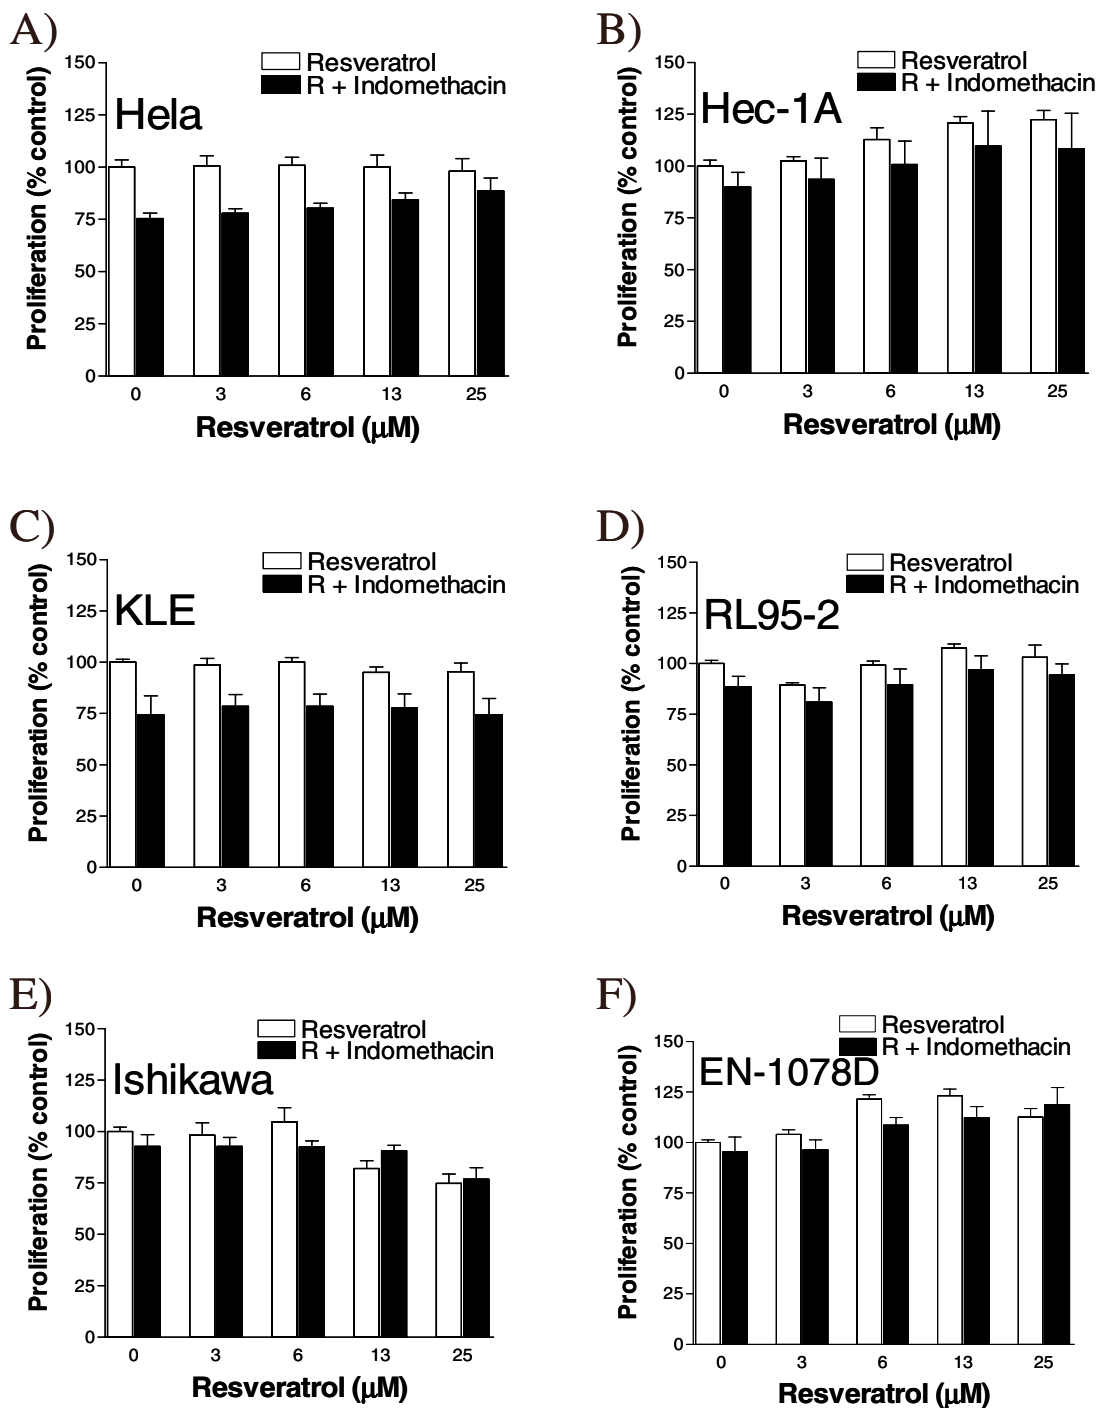 A)
Resveratrol
R + Indomethacin
Hela
Proliferation (% control)
150
125
100
75
50
25
0
0 3 6 13 25
Resveratrol (μM)
B)
Resveratrol
R + Indomethacin
Hec-1A
Proliferation (% control)
150
125
100
75
50
25
0
0 3 6 13 25
Resveratrol (μM)
C)
Resveratrol
R + Indomethacin
KLE
Proliferation (% control)
150
125
100
75
50
25
0
0 3 6 13 25
Resveratrol (μM)
D)
Resveratrol
R + Indomethacin
RL95-2
Proliferation (% control)
150
125
100
75
50
25
0
0 3 6 13 25
Resveratrol (μM)
E)
Resveratrol
R + Indomethacin
Ishikawa
Proliferation (% control)
150
125
100
75
50
25
0
0 3 6 13 25
Resveratrol (μM)
F)
Resveratrol
R + Indomethacin
EN-1078D
Proliferation (% control)
150
125
100
75
50
25
0
0 3 6 13 25
Resveratrol (μM)